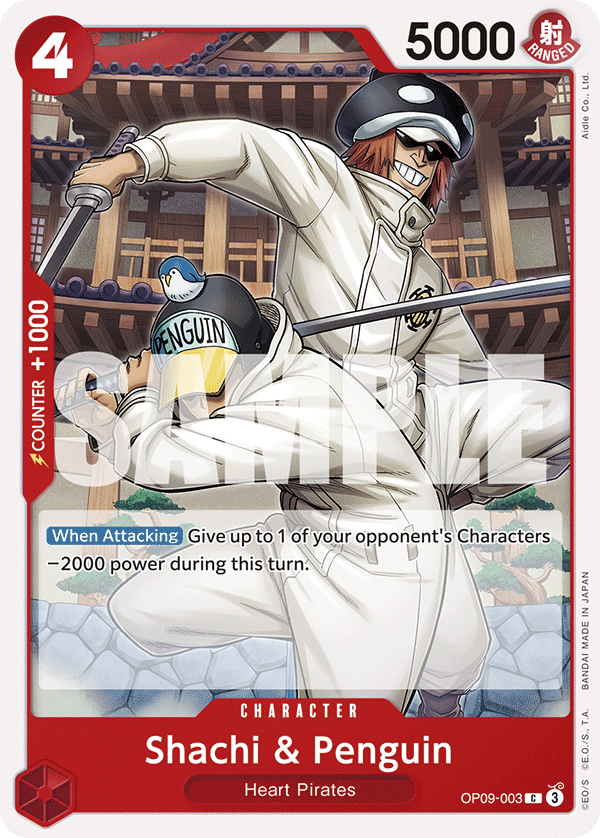 4
5000
射
RANGED
Aidle Co., Ltd.
PENGUIN
COUNTER +1000
SAMPLE
When Attacking Give up to 1 of your opponent's Characters
−2000 power during this turn.
CHARACTER
Shachi & Penguin
Heart Pirates
OP09-003 C 3
©EO/S ©E.O./S., T.A. BANDAI MADE IN JAPAN